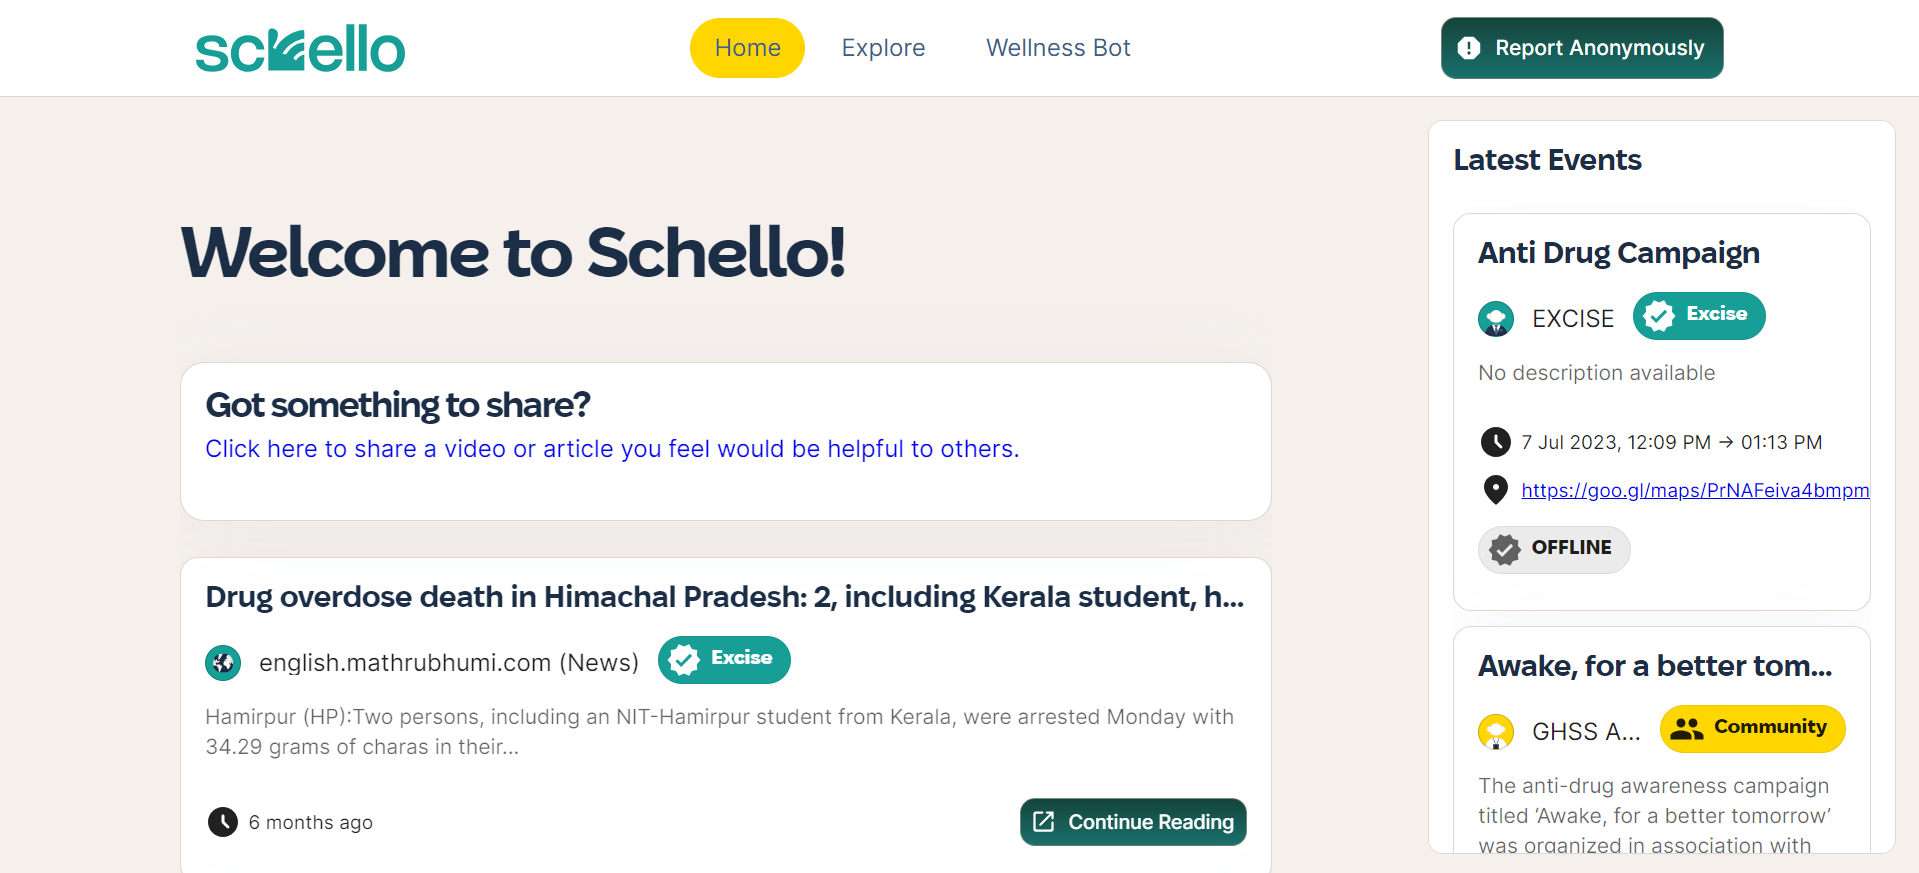 schello
Home
Explore
Wellness Bot
Report Anonymously
Welcome to Schello!
Got something to share?
Click here to share a video or article you feel would be helpful to others.
Drug overdose death in Himachal Pradesh: 2, including Kerala student, h...
english.mathrubhumi.com (News)
Excise
Hamirpur (HP):Two persons, including an NIT-Hamirpur student from Kerala, were arrested Monday with
34.29 grams of charas in their...
6 months ago
Continue Reading
Latest Events
Anti Drug Campaign
EXCISE
Excise
No description available
7 Jul 2023, 12:09 PM → 01:13 PM
https://goo.gl/maps/PrNAFeiva4bmpm
OFFLINE
Awake, for a better tom...
GHSS A...
Community
The anti-drug awareness campaign
titled ‘Awake, for a better tomorrow’
was organized in association with